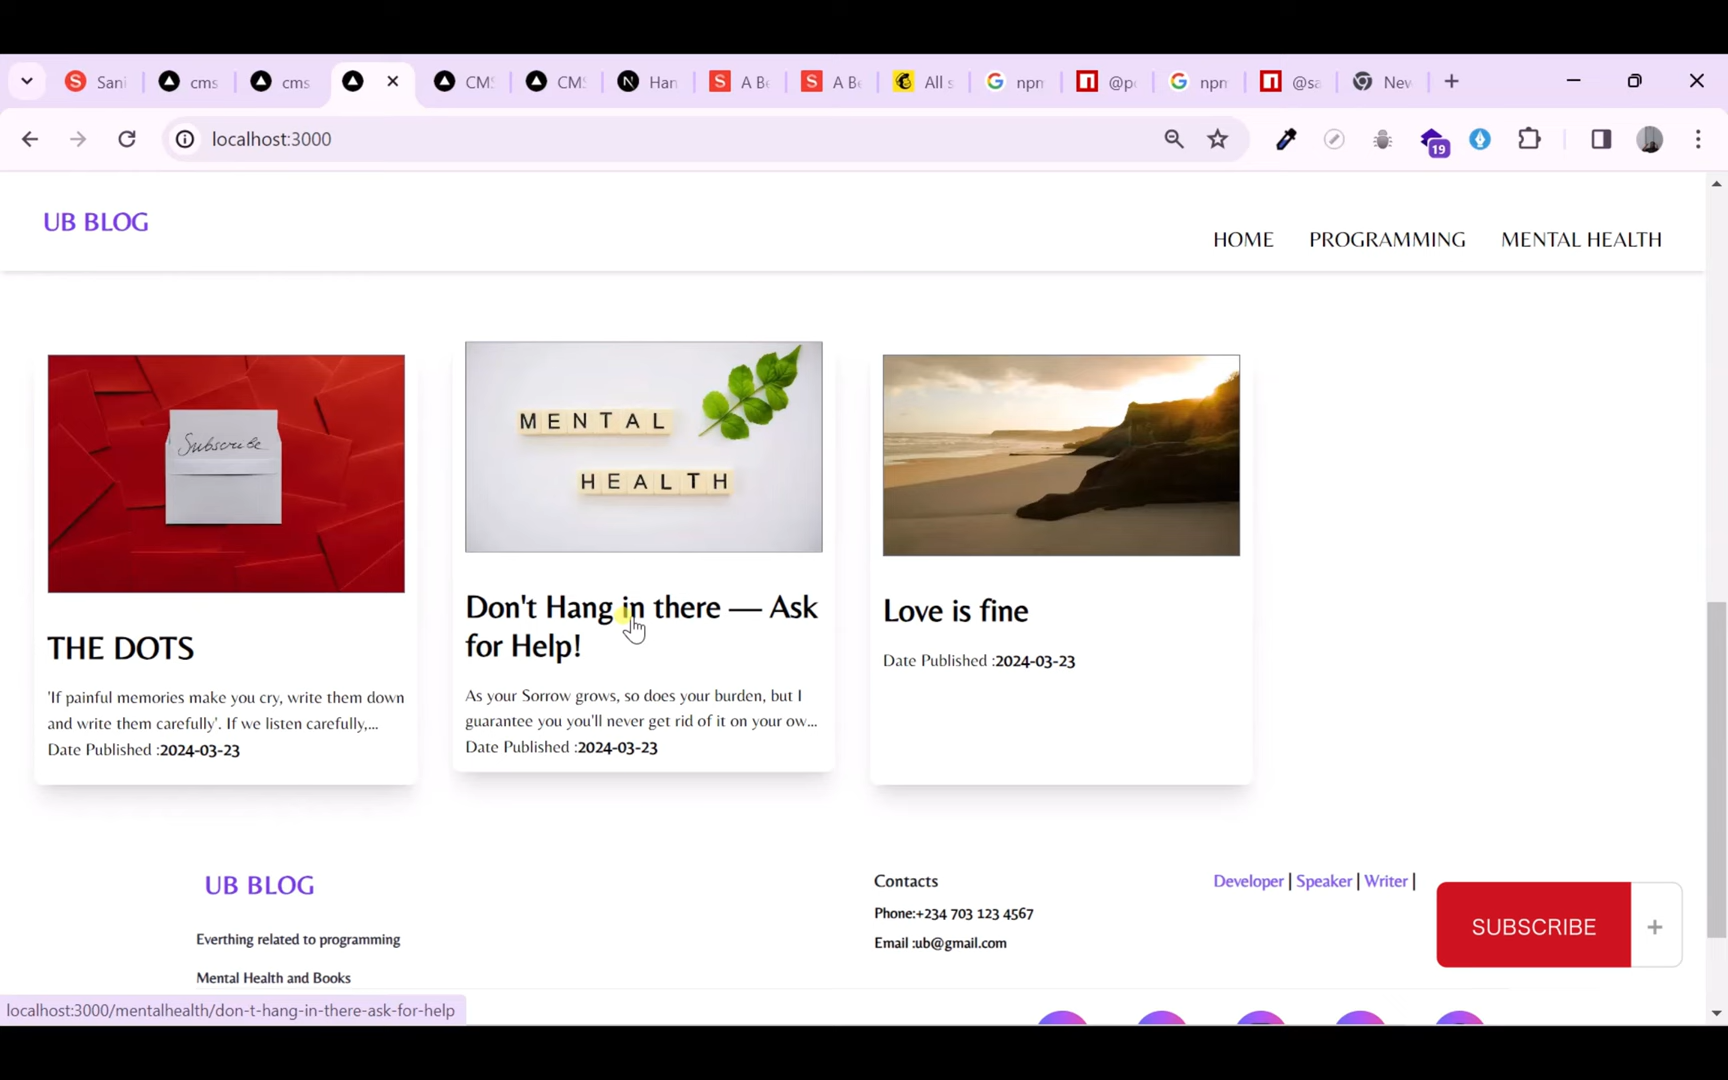 Sani
cms
cms
CMS
CMS
Han
A Be
A Be
All s
npm
@po
npm
@sa
New
localhost:3000
19
UB BLOG
HOME PROGRAMMING MENTAL HEALTH
Subscribe
MENTAL
HEALTH
THE DOTS
'If painful memories make you cry, write them down
and write them carefully'. If we listen carefully,...
Date Published :2024-03-23
Don't Hang in there — Ask
for Help!
As your Sorrow grows, so does your burden, but I
guarantee you you'll never get rid of it on your ow...
Date Published :2024-03-23
Love is fine
Date Published :2024-03-23
UB BLOG
Everthing related to programming
Mental Health and Books
Contacts
Phone:+234 703 123 4567
Email :ub@gmail.com
Developer | Speaker | Writer |
SUBSCRIBE +
localhost:3000/mentalhealth/don-t-hang-in-there-ask-for-help